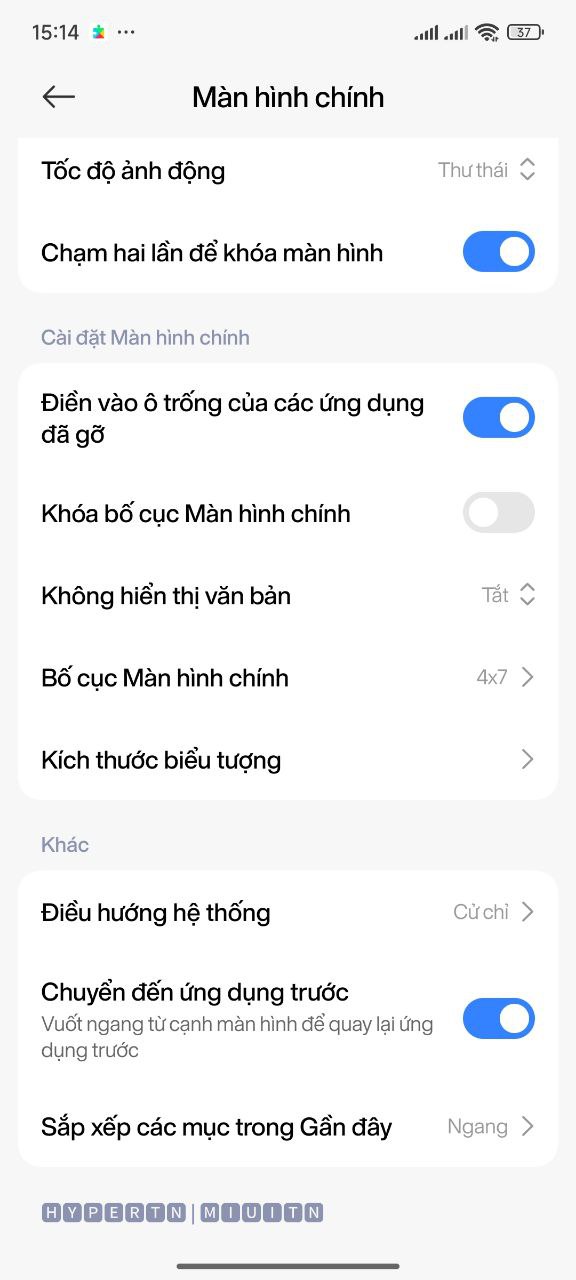 15:14 ... 37
Màn hình chính
Tốc độ ảnh động Thư thái
Chạm hai lần để khóa màn hình
Cài đặt Màn hình chính
Điền vào ô trống của các ứng dụng
đã gỡ
Khóa bố cục Màn hình chính
Không hiển thị văn bản Tắt
Bố cục Màn hình chính 4x7
Kích thước biểu tượng
Khác
Điều hướng hệ thống Cử chỉ
Chuyển đến ứng dụng trước
Vuốt ngang từ cạnh màn hình để quay lại ứng
dụng trước
Sắp xếp các mục trong Gần đây Ngang
HYPERTN | MIUITN